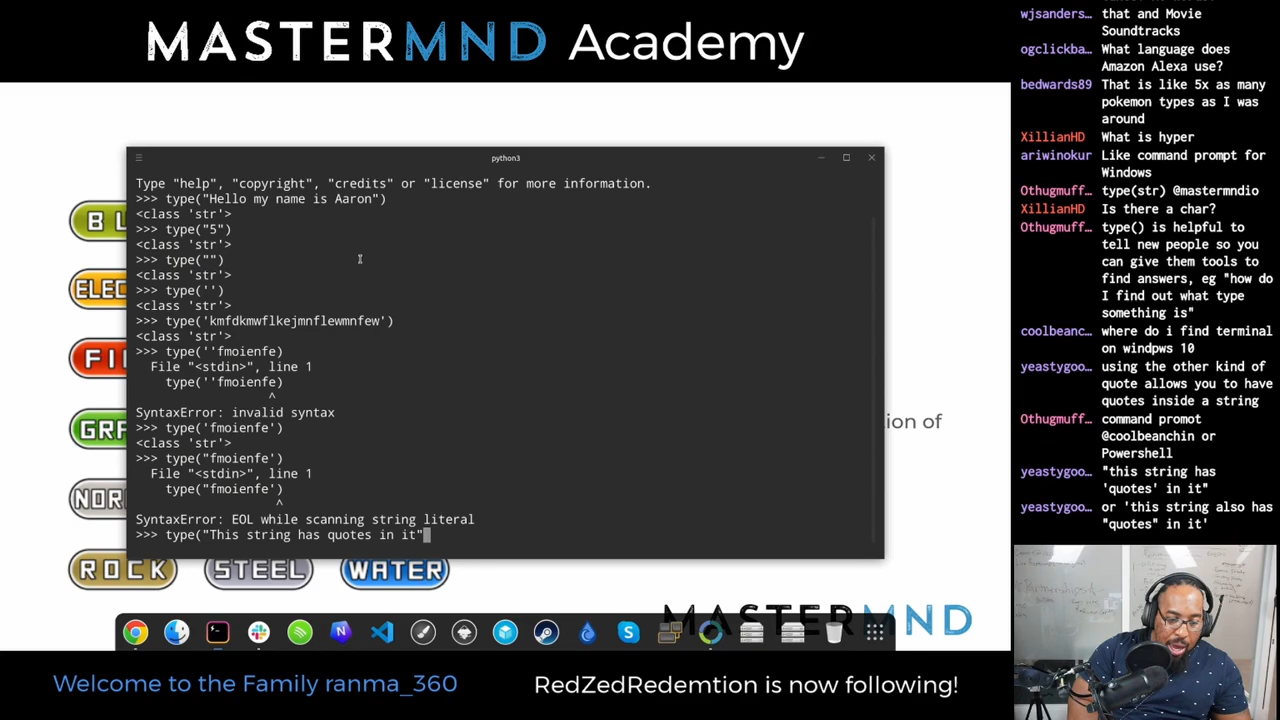 MASTERMND Academy
python3
Type "help", "copyright", "credits" or "license" for more information.
>>> type("Hello my name is Aaron")
<class 'str'>
>>> type("5")
<class 'str'>
>>> type("")
<class 'str'>
>>> type('')
<class 'str'>
>>> type('kmfdkmwflkejmnflewmnfew')
<class 'str'>
>>> type(''fmoienfe)
  File "<stdin>", line 1
    type(''fmoienfe)
^
SyntaxError: invalid syntax
>>> type('fmoienfe')
<class 'str'>
>>> type("fmoienfe')
  File "<stdin>", line 1
    type("fmoienfe')
^
SyntaxError: EOL while scanning string literal
>>> type("This string has quotes in it"
BL
ELEC
FI
GR
NOR
ROCK STEEL WATER
ion of
MASTERMND
Welcome to the Family ranma_360
RedZedRedemtion is now following!
wjsanders… that and Movie
Soundtracks
ogclickba… What language does
Amazon Alexa use?
bedwards89 That is like 5x as many
pokemon types as I was
around
XillianHD What is hyper
ariwinokur Like command prompt for
Windows
Othugmuff… type(str) @mastermndio
XillianHD Is there a char?
Othugmuff… type() is helpful to
tell new people so you
can give them tools to
find answers, eg "how do
I find out what type
something is"
coolbeanc… where do i find terminal
on windpws 10
yeastygoo… using the other kind of
quote allows you to have
quotes inside a string
Othugmuff… command promot
@coolbeanchin or
Powershell
yeastygoo… "this string has
'quotes' in it"
yeastygoo… or 'this string also has
"quotes" in it'